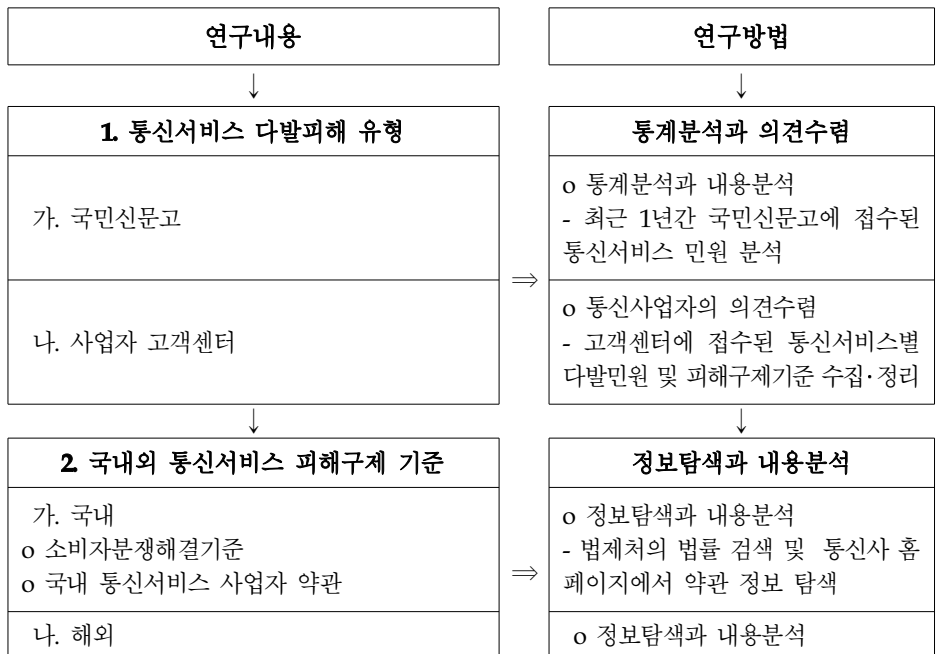 연구내용
연구방법
↓
↓
1. 통신서비스 다발피해 유형
통계분석과 의견수렴
가. 국민신문고
o 통계분석과 내용분석
- 최근 1년간 국민신문고에 접수된
통신서비스 민원 분석
⇒
나. 사업자 고객센터
o 통신사업자의 의견수렴
- 고객센터에 접수된 통신서비스별
다발민원 및 피해구제기준 수집·정리
↓
↓
2. 국내외 통신서비스 피해구제 기준
정보탐색과 내용분석
가. 국내
o 소비자분쟁해결기준
o 국내 통신서비스 사업자 약관
⇒
o 정보탐색과 내용분석
- 법제처의 법률 검색 및 통신사 홈
페이지에서 약관 정보 탐색
나. 해외
o 정보탐색과 내용분석